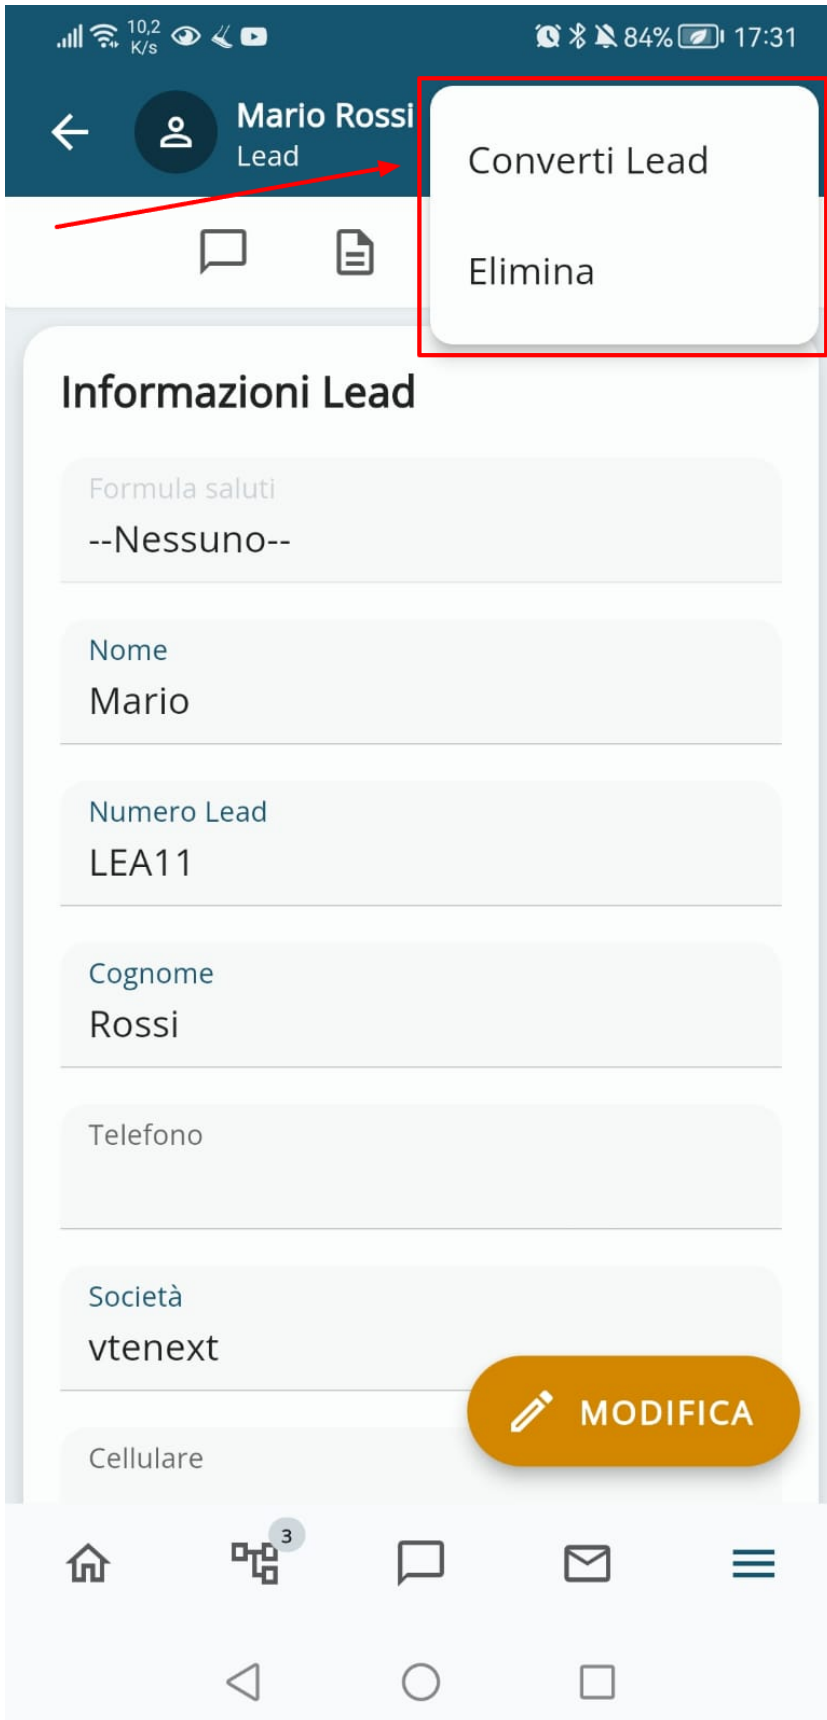 10,2
K/s
84%
17:31
Mario Rossi
Lead
Converti Lead
Elimina
Informazioni Lead
Formula saluti
--Nessuno--
Nome
Mario
Numero Lead
LEA11
Cognome
Rossi
Telefono
Società
vtenext
MODIFICA
Cellulare
3